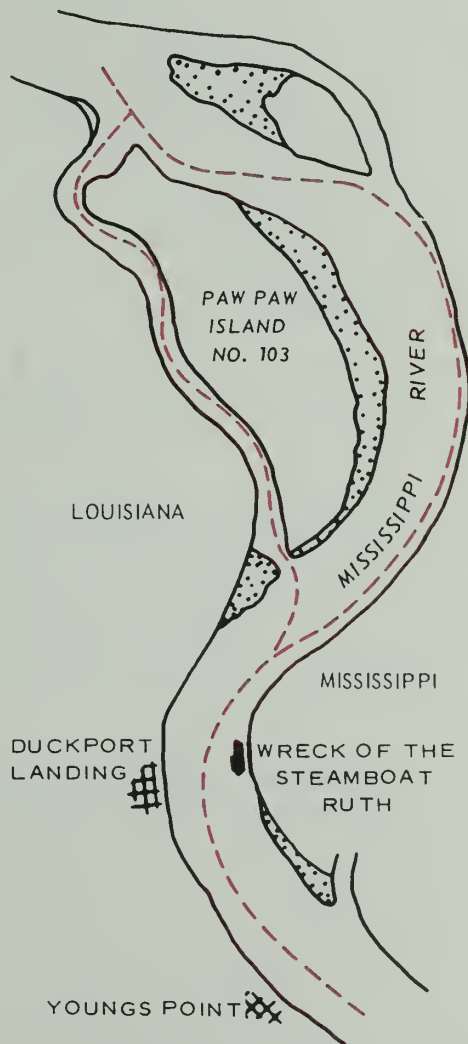 PAW PAW
ISLAND
NO. 103
RIVER
MISSISSIPPI
LOUISIANA
MISSISSIPPI
DUCKPORT
LANDING
WRECK OF THE
STEAMBOAT
RUTH
YOUNGS POINT